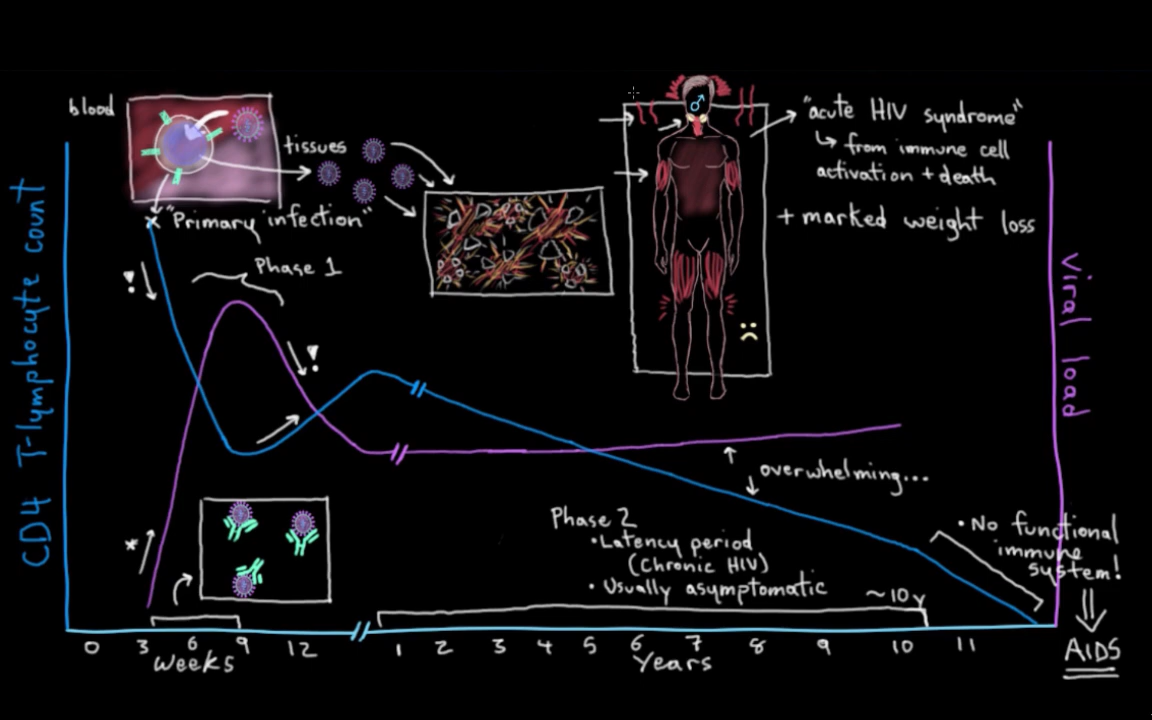 blood
tissues
"Primary infection"
Phase 1
"acute HIV syndrome"
from immune cell
activation + death
+ marked weight loss
CD4 T-lymphocyte count
Viral load
!
!
*
x
♂
overwhelming...
Phase 2
• Latency period
(Chronic HIV)
• Usually asymptomatic
~10y
• No functional
immune
system!
AIDS
0 3 6 9 12 1 2 3 4 5 6 7 8 9 10 11
Weeks Years